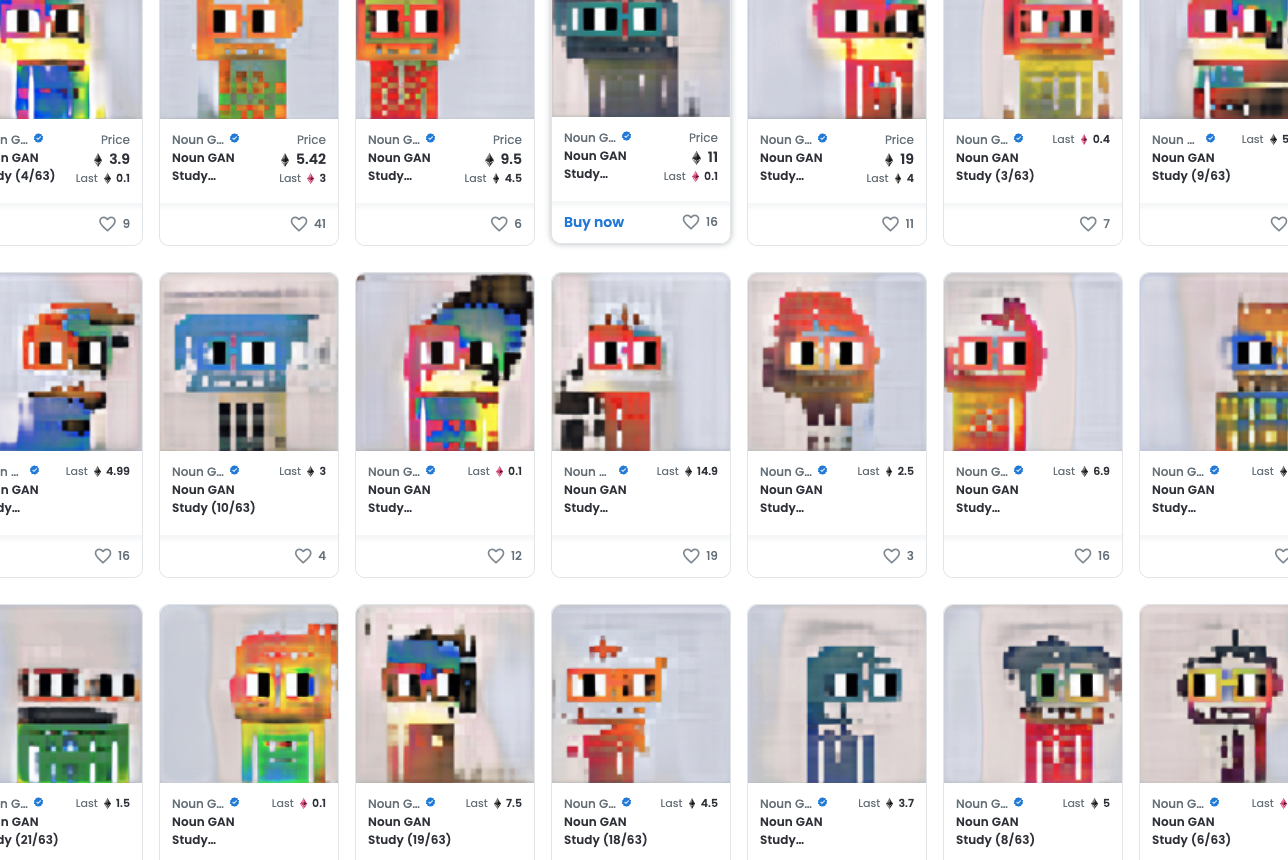 n G... Price
n GAN 3.9
dy (4/63) Last 0.1
9
Noun G... Price
Noun GAN 5.42
Study... Last 3
41
Noun G... Price
Noun GAN 9.5
Study... Last 4.5
6
Noun G... Price
Noun GAN 11
Study... Last 0.1
Buy now 16
Noun G... Price
Noun GAN 19
Study... Last 4
11
Noun G... Last 0.4
Noun GAN
Study (3/63)
7
Noun ... Last 5
Noun GAN
Study (9/63)
n ... Last 4.99
un GAN
dy...
16
Noun G... Last 3
Noun GAN
Study (10/63)
4
Noun G... Last 0.1
Noun GAN
Study...
12
Noun ... Last 14.9
Noun GAN
Study...
19
Noun G... Last 2.5
Noun GAN
Study...
3
Noun G... Last 6.9
Noun GAN
Study...
16
Noun G... Last
Noun GAN
Study...
n G... Last 1.5
n GAN
dy (21/63)
Noun G... Last 0.1
Noun GAN
Study...
Noun G... Last 7.5
Noun GAN
Study (19/63)
Noun G... Last 4.5
Noun GAN
Study (18/63)
Noun G... Last 3.7
Noun GAN
Study...
Noun G... Last 5
Noun GAN
Study (8/63)
Noun G... Last
Noun GAN
Study (6/63)